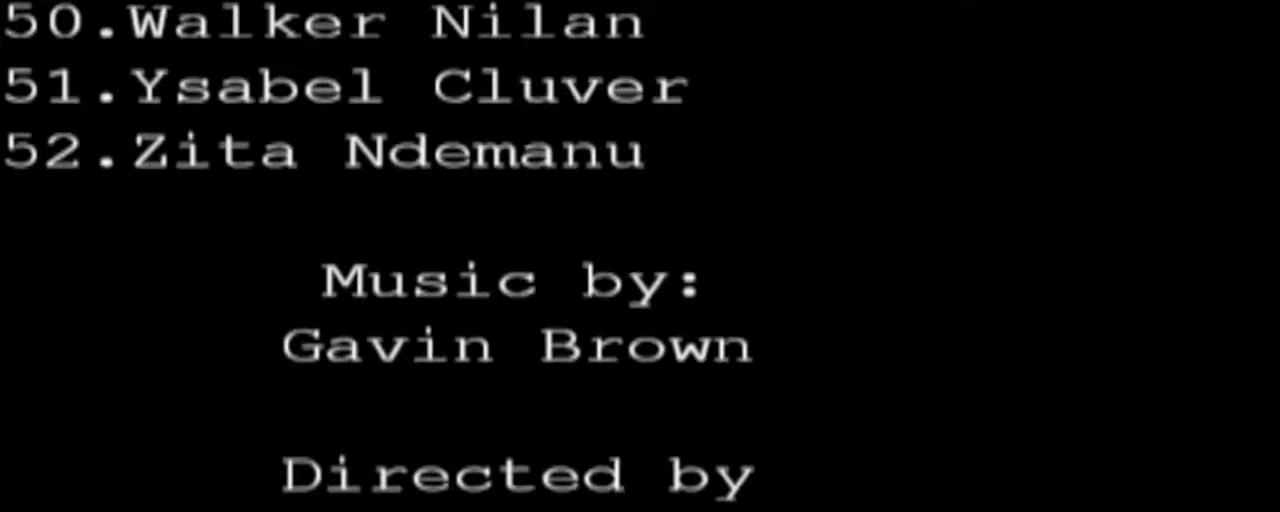 50.Walker Nilan
51.Ysabel Cluver
52.Zita Ndemanu
Music by:
Gavin Brown
Directed by